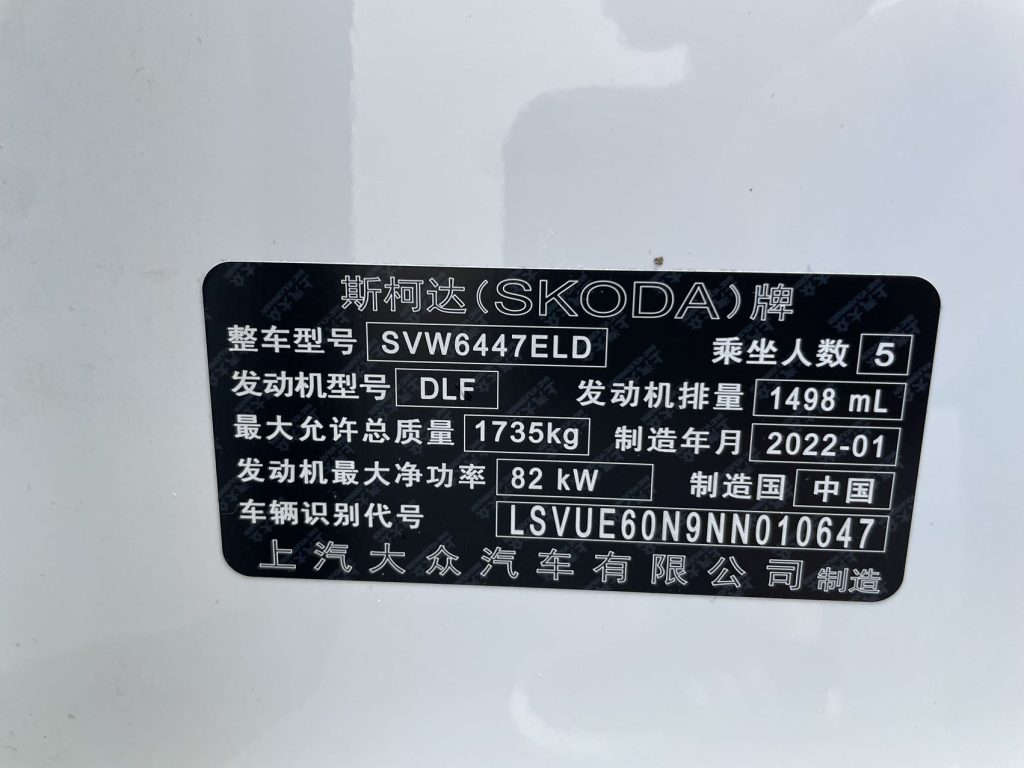 斯柯达(SKODA)牌
整车型号 SVW6447ELD 乘坐人数 5
发动机型号 DLF 发动机排量 1498 mL
最大允许总质量 1735kg 制造年月 2022-01
发动机最大净功率 82 kW 制造国 中国
车辆识别代号 LSVUE60N9NN010647
上汽大众汽车有限公司 制造